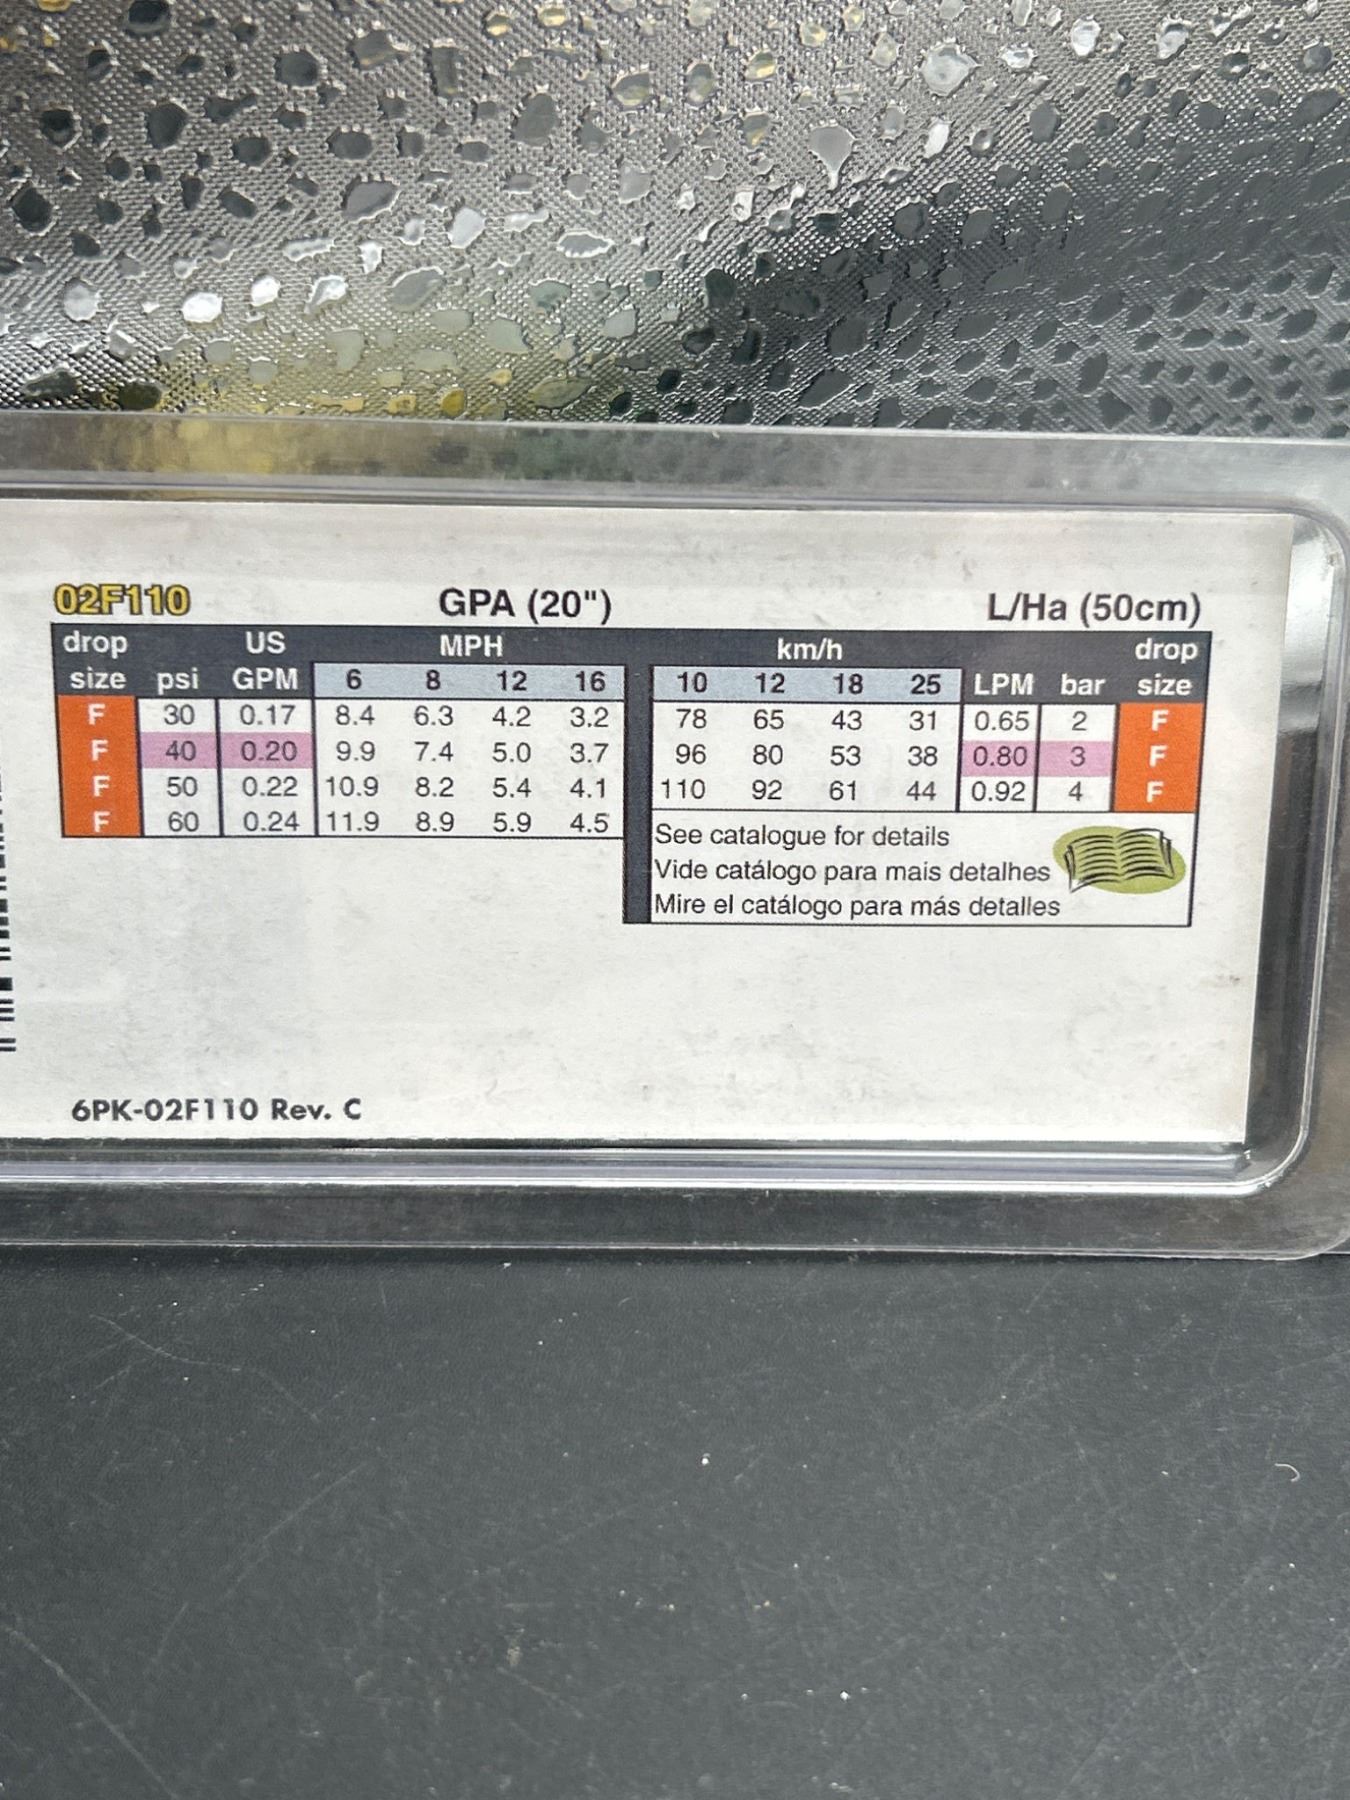 02F110 GPA (20") L/Ha (50cm)
drop US MPH km/h drop
size psi GPM 6 8 12 16 10 12 18 25 LPM bar size
F 30 0.17 8.4 6.3 4.2 3.2 78 65 43 31 0.65 2 F
F 40 0.20 9.9 7.4 5.0 3.7 96 80 53 38 0.80 3 F
F 50 0.22 10.9 8.2 5.4 4.1 110 92 61 44 0.92 4 F
F 60 0.24 11.9 8.9 5.9 4.5
See catalogue for details
Vide catálogo para mais detalhes
Mire el catálogo para más detalles
6PK-02F110 Rev. C